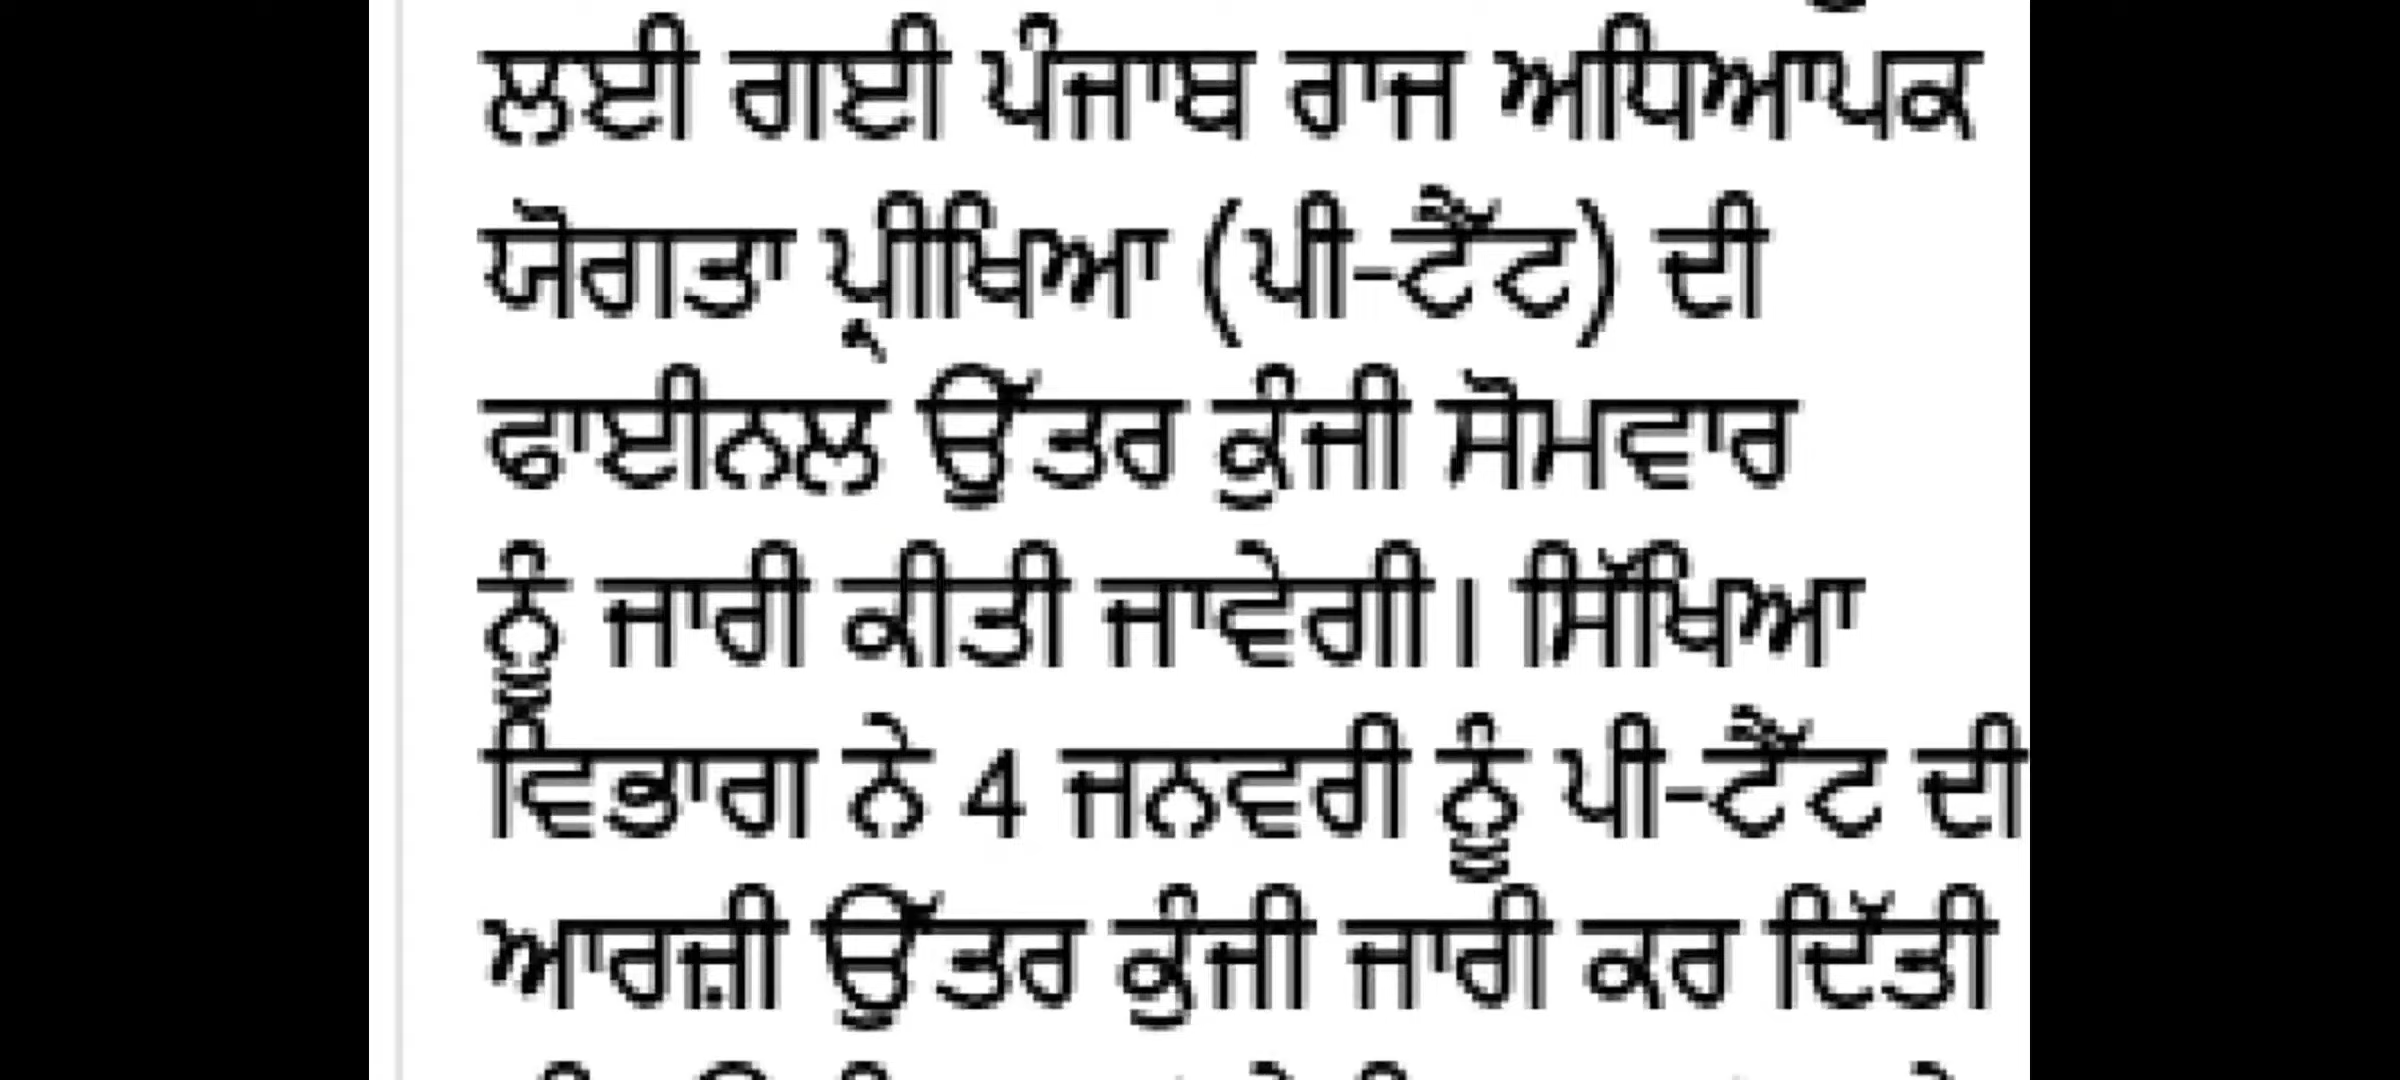 ਲਈ ਗਈ ਪੰਜਾਬ ਰਾਜ ਅਧਿਆਪਕ
ਯੋਗਤਾ ਪ੍ਰੀਖਿਆ (ਪੀ-ਟੈੱਟ) ਦੀ
ਫਾਈਨਲ ਉੱਤਰ ਕੁੰਜੀ ਸੋਮਵਾਰ
ਨੂੰ ਜਾਰੀ ਕੀਤੀ ਜਾਵੇਗੀ। ਸਿੱਖਿਆ
ਵਿਭਾਗ ਨੇ 4 ਜਨਵਰੀ ਨੂੰ ਪੀ-ਟੈੱਟ ਦੀ
ਆਰਜ਼ੀ ਉੱਤਰ ਕੁੰਜੀ ਜਾਰੀ ਕਰ ਦਿੱਤੀ